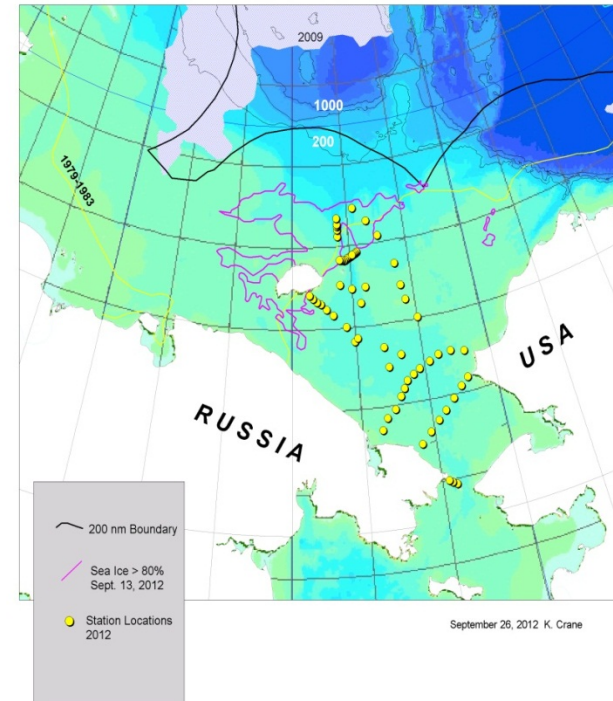 2009
1000
200
1979-1983
USA
RUSSIA
200 nm Boundary
Sea Ice > 80%
Sept. 13, 2012
Station Locations
2012
September 26, 2012 K. Crane